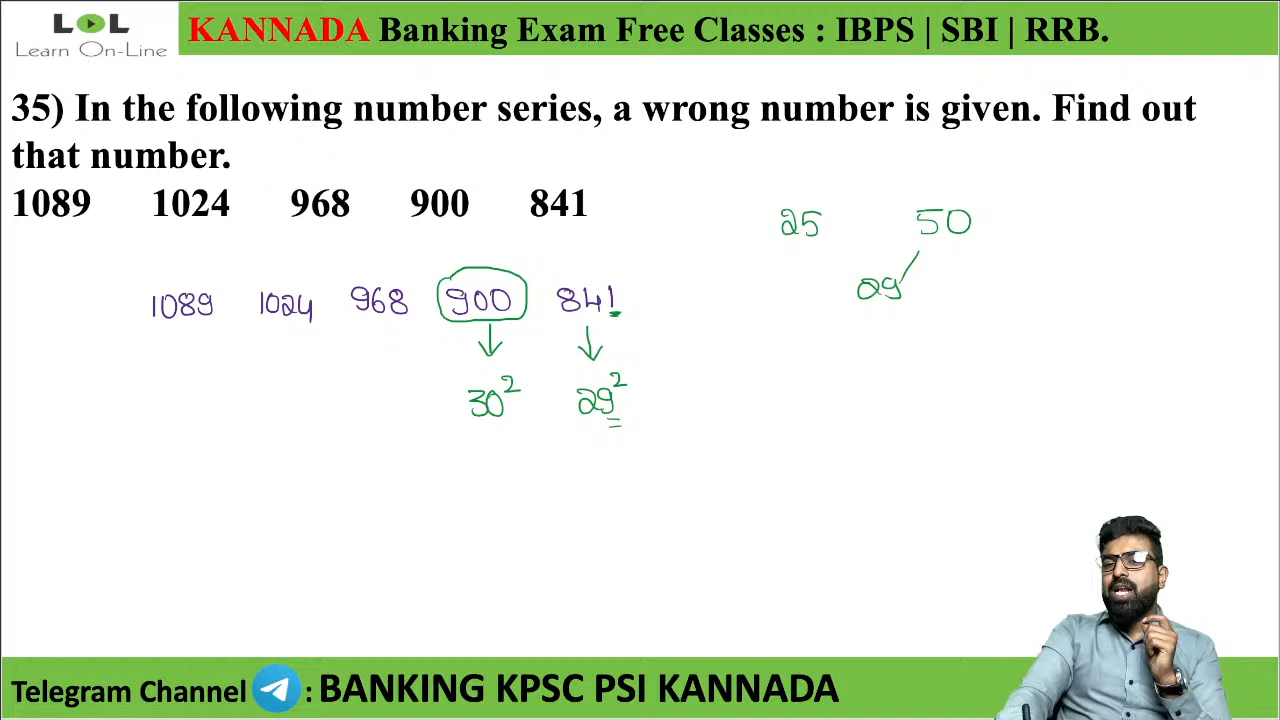 LOL
Learn On-Line
KANNADA Banking Exam Free Classes : IBPS | SBI | RRB.
35) In the following number series, a wrong number is given. Find out
that number.
1089 1024 968 900 841
25 50
29
1089 1024 968 900 841
30² 29²
Telegram Channel : BANKING KPSC PSI KANNADA